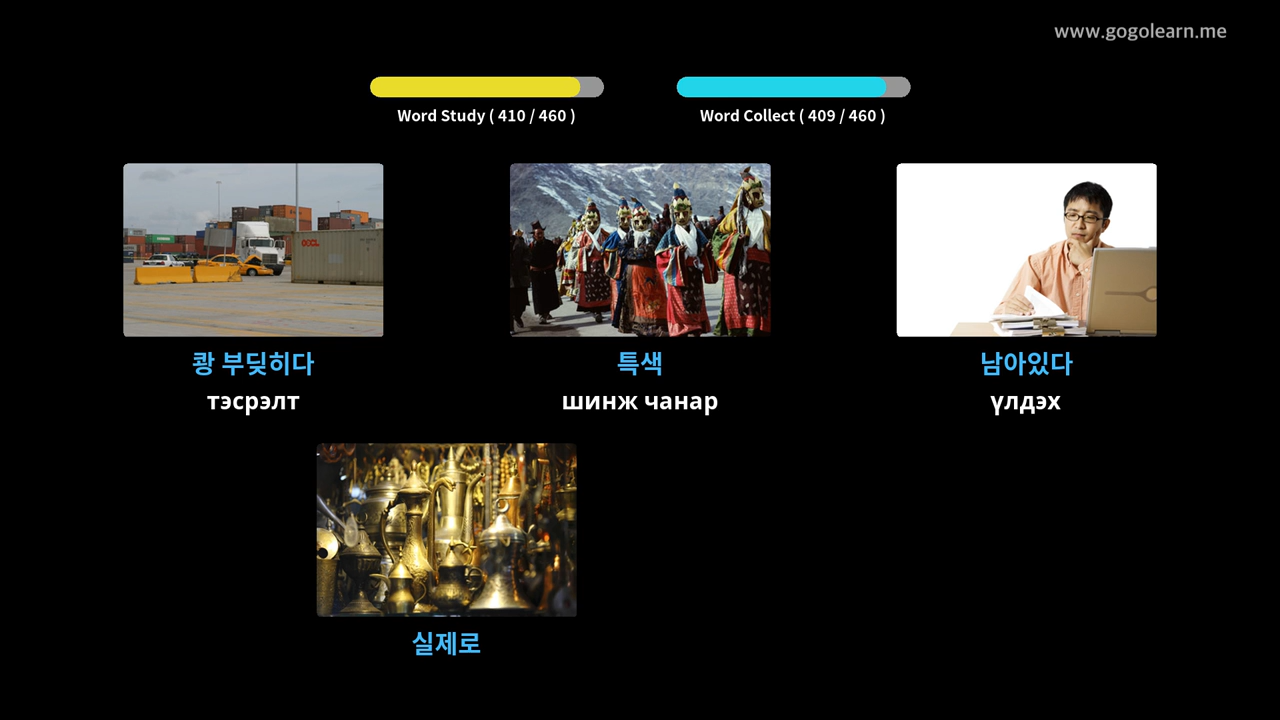 www.gogolearn.me
Word Study ( 410 / 460 )
Word Collect ( 409 / 460 )
OOCL
쾅 부딪히다
특색
남아있다
тэсрэлт
шинж чанар
үлдэх
실제로